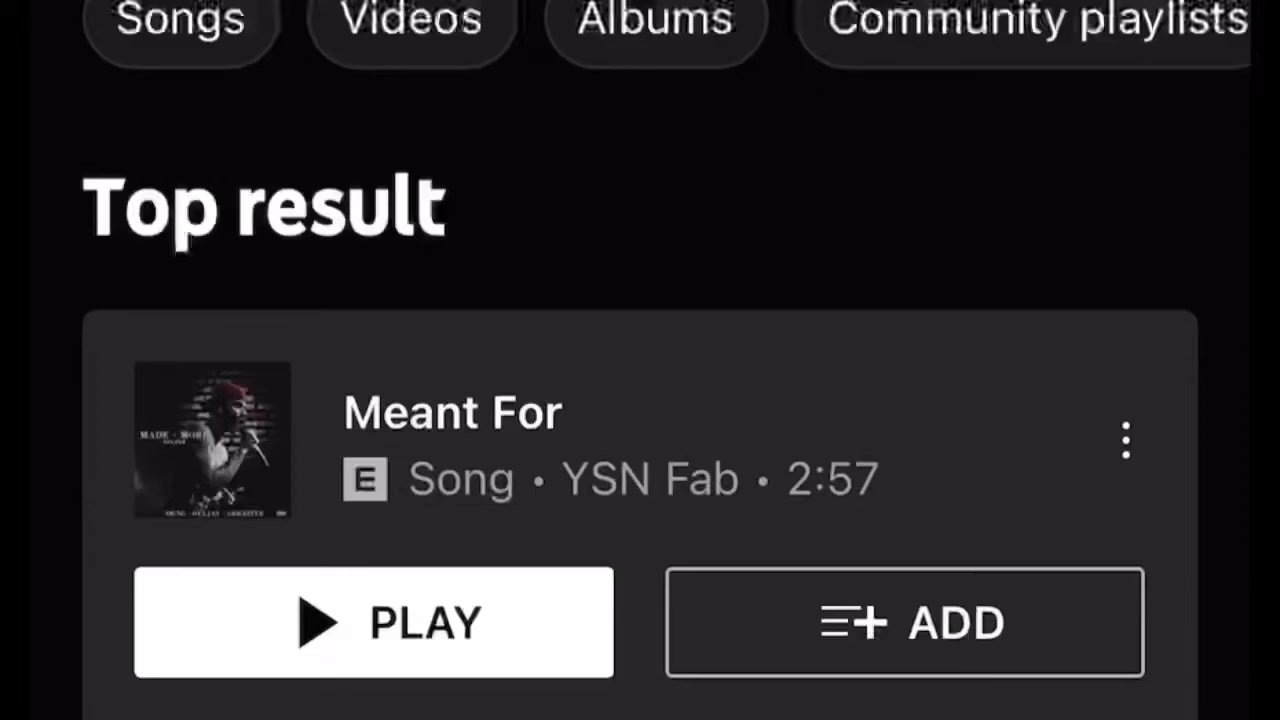 Songs
Videos
Albums
Community playlists
Top result
Meant For
E Song • YSN Fab • 2:57
PLAY
ADD